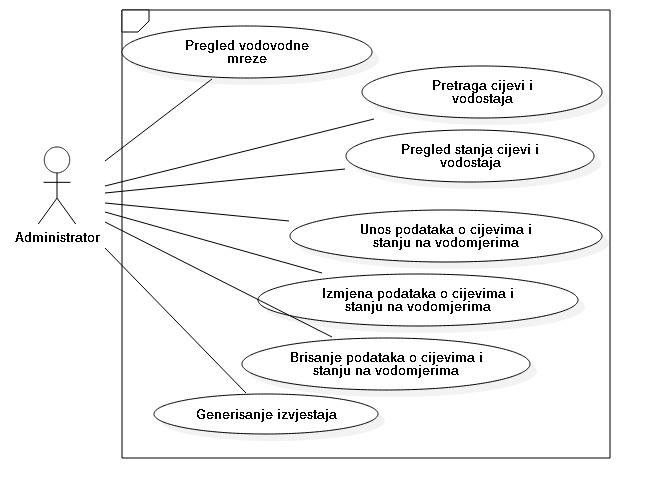 Pregled vodovodne
mreze
Pretraga cijevi i
vodostaja
Pregled stanja cijevi i
vodostaja
Administrator
Unos podataka o cijevima i
stanju na vodomjerima
Izmjena podataka o cijevima i
stanju na vodomjerima
Brisanje podataka o cijevima i
stanju na vodomjerima
Generisanje izvjestaja